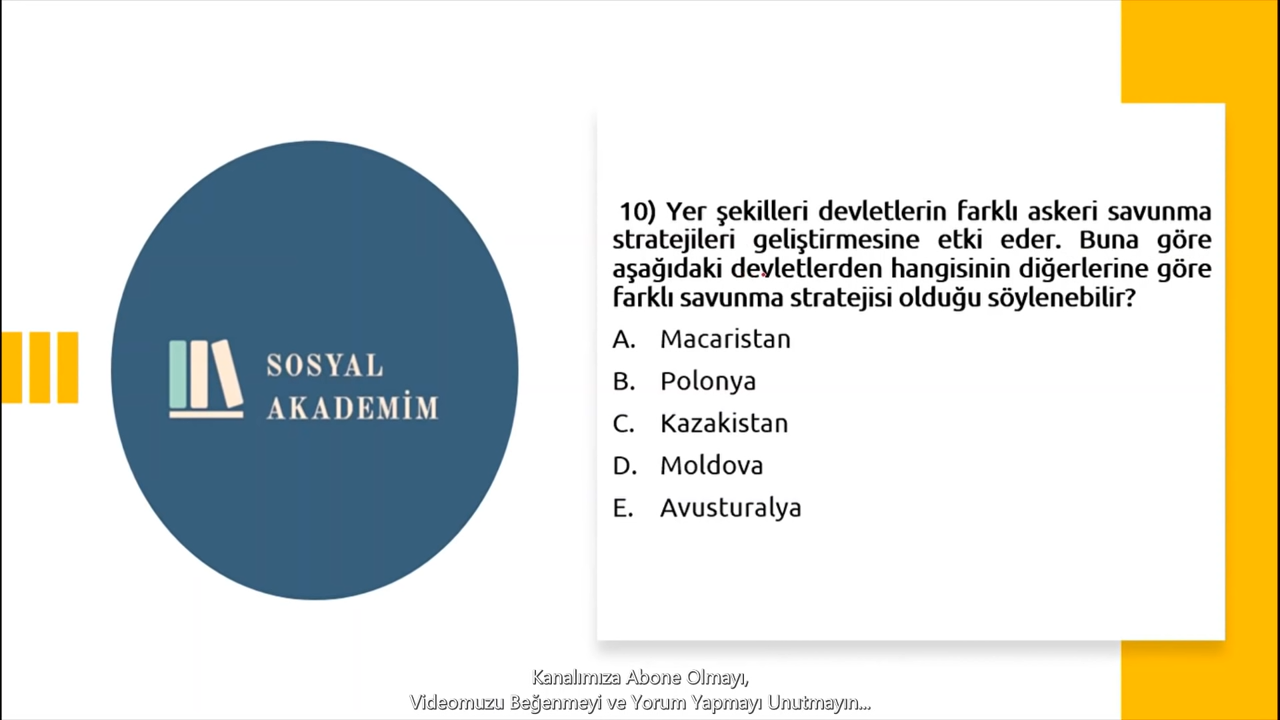 SOSYAL
AKADEMİM
10) Yer şekilleri devletlerin farklı askeri savunma
stratejileri geliştirmesine etki eder. Buna göre
aşağıdaki devletlerden hangisinin diğerlerine göre
farklı savunma stratejisi olduğu söylenebilir?
A. Macaristan
B. Polonya
C. Kazakistan
D. Moldova
E. Avusturalya
Kanalımıza Abone Olmayı,
Videomuzu Beğenmeyi ve Yorum Yapmayı Unutmayın...